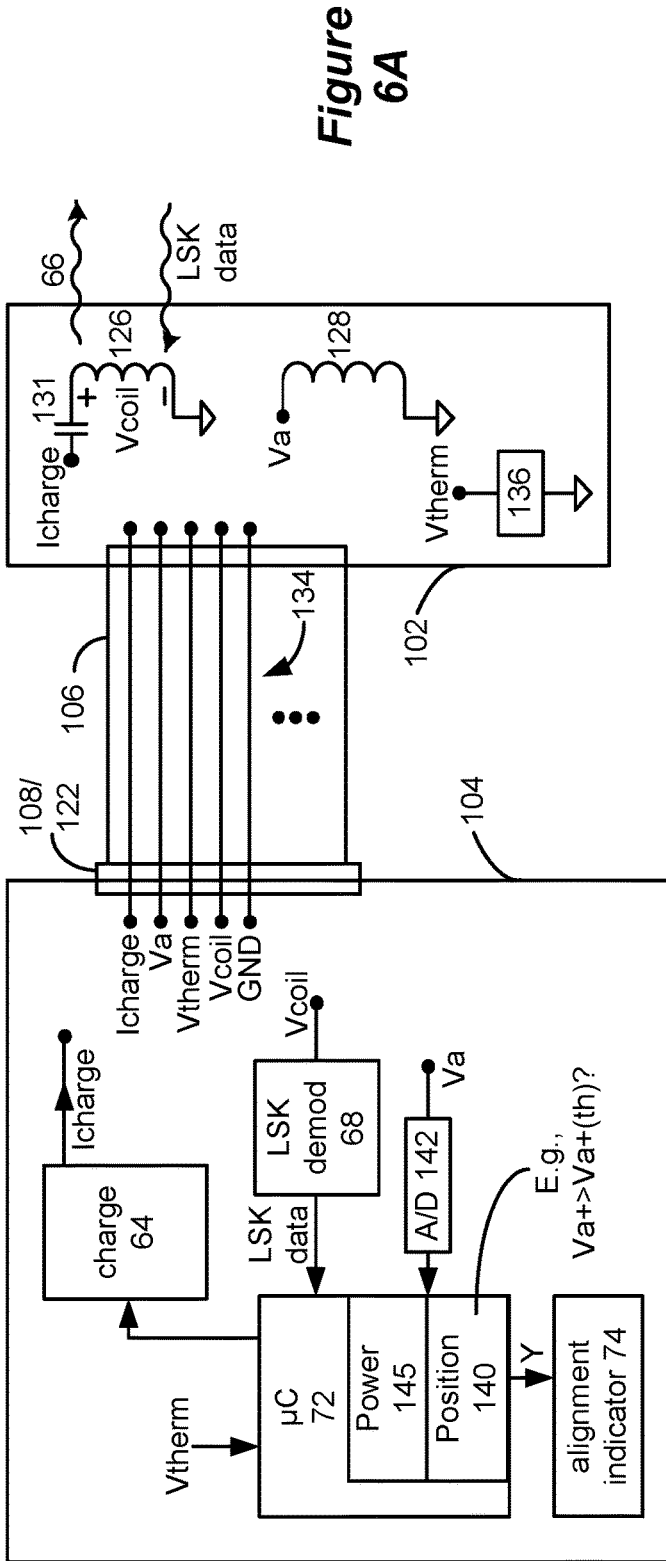 Figure
6A
108/
122
106
134
102
104
Icharge
charge
64
Icharge
Va
Vtherm
Vcoil
GND
Vtherm
µC
72
LSK
data
LSK
demod
68
Vcoil
Power
145
Position
140
A/D 142
Va
E.g.,
Va+>Va+(th)?
Y
alignment
indicator 74
Icharge
131
+
Vcoil
–
126
66
LSK
data
Va
128
Vtherm
136